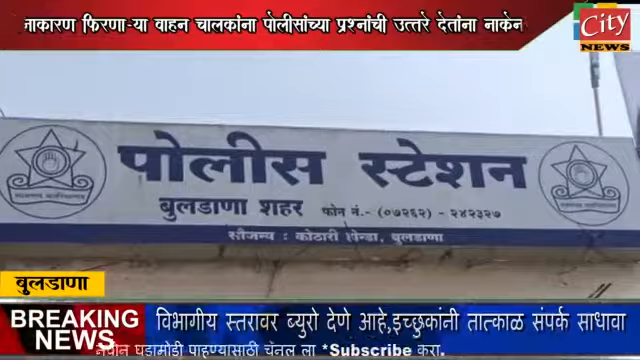 नाकारण फिरणा-या वाहन चालकांना पोलीसांच्या प्रश्नांची उत्तरे देतांना नाकेन
City
NEWS
पोलीस स्टेशन
बुलडाणा शहर फोन नं.- (०७२६२) - २४२३२७
सौजन्य : कोठारी होन्डा, बुलडाणा
बुलडाणा
BREAKING NEWS
विभागीय स्तरावर ब्युरो देणे आहे,इच्छुकांनी तात्काळ संपर्क साधावा
नवीन घडामोडी पाहण्यासाठी चॅनल ला *Subscribe करा.